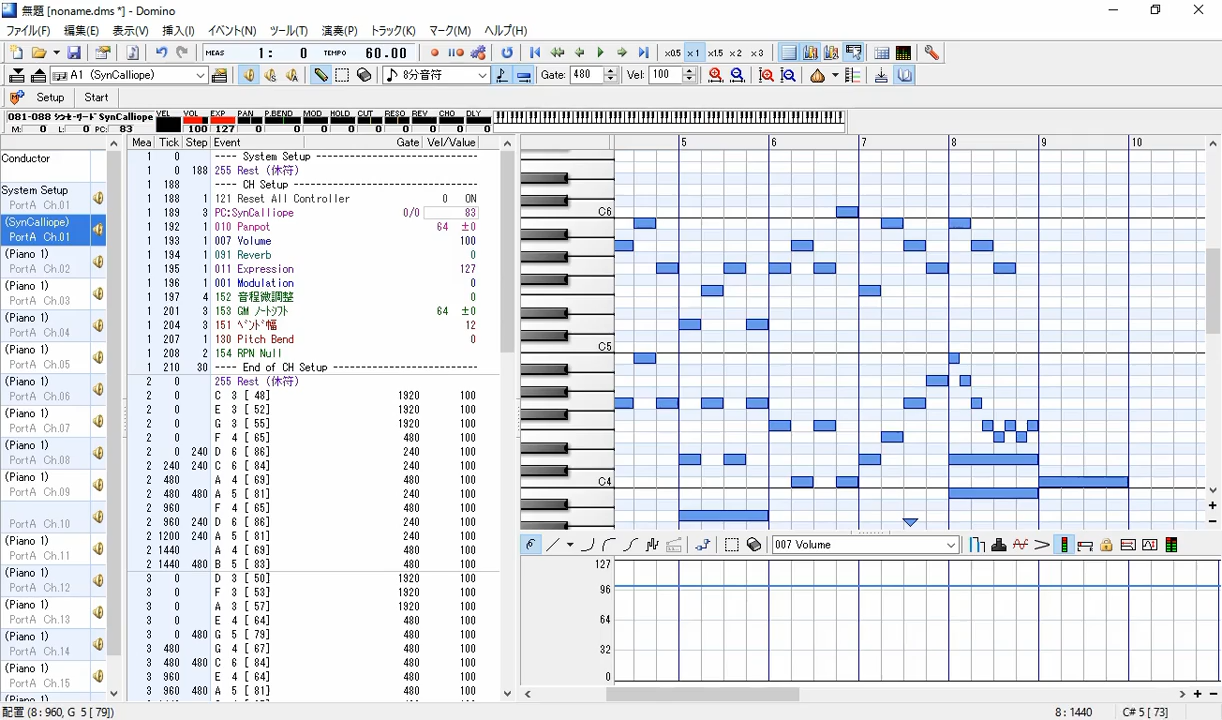 無題 [noname.dms *] - Domino
ファイル(F) 編集(E) 表示(V) 挿入(I) イベント(N) ツール(T) 演奏(P) トラック(K) マーク(M) ヘルプ(H)
MEAS 1: 0 TEMPO 60.00 x0.5 x 1 x1.5 x 2 x 3
A1 (SynCalliope) 8分音符 Gate: 480 Vel: 100
Setup Start
081-088 ｼﾝｾｰﾘｰﾄﾞ SynCalliope VEL VOL EXP PAN P.BEND MOD HOLD CUT RESO REV CHO DLY
M: 0 L: 0 PC: 83 100 127 0 0 0 0 0 0 0 0 0
Conductor
System Setup
PortA Ch.01
(SynCalliope)
PortA Ch.01
(Piano 1)
PortA Ch.02
(Piano 1)
PortA Ch.03
(Piano 1)
PortA Ch.04
(Piano 1)
PortA Ch.05
(Piano 1)
PortA Ch.06
(Piano 1)
PortA Ch.07
(Piano 1)
PortA Ch.08
(Piano 1)
PortA Ch.09
PortA Ch.10
(Piano 1)
PortA Ch.11
(Piano 1)
PortA Ch.12
(Piano 1)
PortA Ch.13
(Piano 1)
PortA Ch.14
(Piano 1)
PortA Ch.15
(Piano 1)
Mea Tick Step Event Gate Vel/Value
1 0 ---- System Setup
1 0 188 255 Rest (休符)
1 188 ---- CH Setup
1 188 1 121 Reset All Controller 0 ON
1 189 3 PC:SynCalliope 0/0 83
1 192 1 010 Panpot 64 ±0
1 193 1 007 Volume 100
1 194 1 091 Reverb 0
1 195 1 011 Expression 127
1 196 1 001 Modulation 0
1 197 4 152 音程微調整 0
1 201 3 153 GM ﾉｰﾄｼﾌﾄ 64 ±0
1 204 3 151 ﾍﾞﾝﾄﾞ幅 12
1 207 1 130 Pitch Bend 0
1 208 2 154 RPN Null
1 210 30 ---- End of CH Setup
2 0 255 Rest (休符)
2 0 C 3 [ 48] 1920 100
2 0 E 3 [ 52] 1920 100
2 0 G 3 [ 55] 1920 100
2 0 F 4 [ 65] 480 100
2 0 240 D 6 [ 86] 240 100
2 240 240 C 6 [ 84] 240 100
2 480 A 4 [ 69] 480 100
2 480 480 A 5 [ 81] 240 100
2 960 F 4 [ 65] 480 100
2 960 240 D 6 [ 86] 240 100
2 1200 240 A 5 [ 81] 240 100
2 1440 A 4 [ 69] 480 100
2 1440 480 B 5 [ 83] 480 100
3 0 D 3 [ 50] 1920 100
3 0 F 3 [ 53] 1920 100
3 0 A 3 [ 57] 1920 100
3 0 E 4 [ 64] 480 100
3 0 480 G 5 [ 79] 480 100
3 480 G 4 [ 67] 480 100
3 480 480 C 6 [ 84] 480 100
3 960 E 4 [ 64] 480 100
3 960 480 A 5 [ 81] 480 100
5 6 7 8 9 10
C6
C5
C4
007 Volume
127
96
64
32
0
配置 (8: 960, G 5 [ 79]) 8: 1440 C# 5 [ 73]